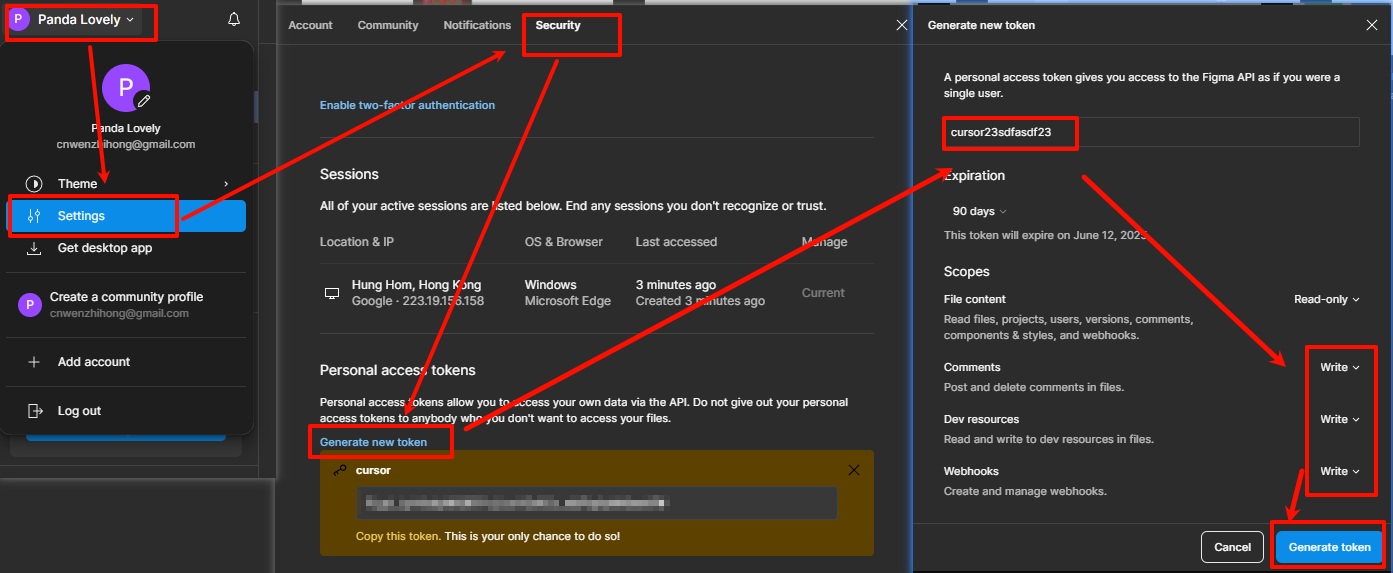 P Panda Lovely
P
Panda Lovely
cnwenzhihong@gmail.com
Theme
Settings
Get desktop app
P Create a community profile
cnwenzhihong@gmail.com
Add account
Log out
Account Community Notifications Security
Enable two-factor authentication
Sessions
All of your active sessions are listed below. End any sessions you don't recognize or trust.
Location & IP OS & Browser Last accessed Manage
Hung Hom, Hong Kong Windows 3 minutes ago
Google · 223.19.156.158 Microsoft Edge Created 3 minutes ago Current
Personal access tokens
Personal access tokens allow you to access your own data via the API. Do not give out your personal
access tokens to anybody who you don't want to access your files.
Generate new token
cursor
Copy this token. This is your only chance to do so!
Generate new token
A personal access token gives you access to the Figma API as if you were a
single user.
cursor23sdfasdf23
Expiration
90 days
This token will expire on June 12, 2025.
Scopes
File content Read-only
Read files, projects, users, versions, comments,
components & styles, and webhooks.
Comments Write
Post and delete comments in files.
Dev resources Write
Read and write to dev resources in files.
Webhooks Write
Create and manage webhooks.
Cancel Generate token